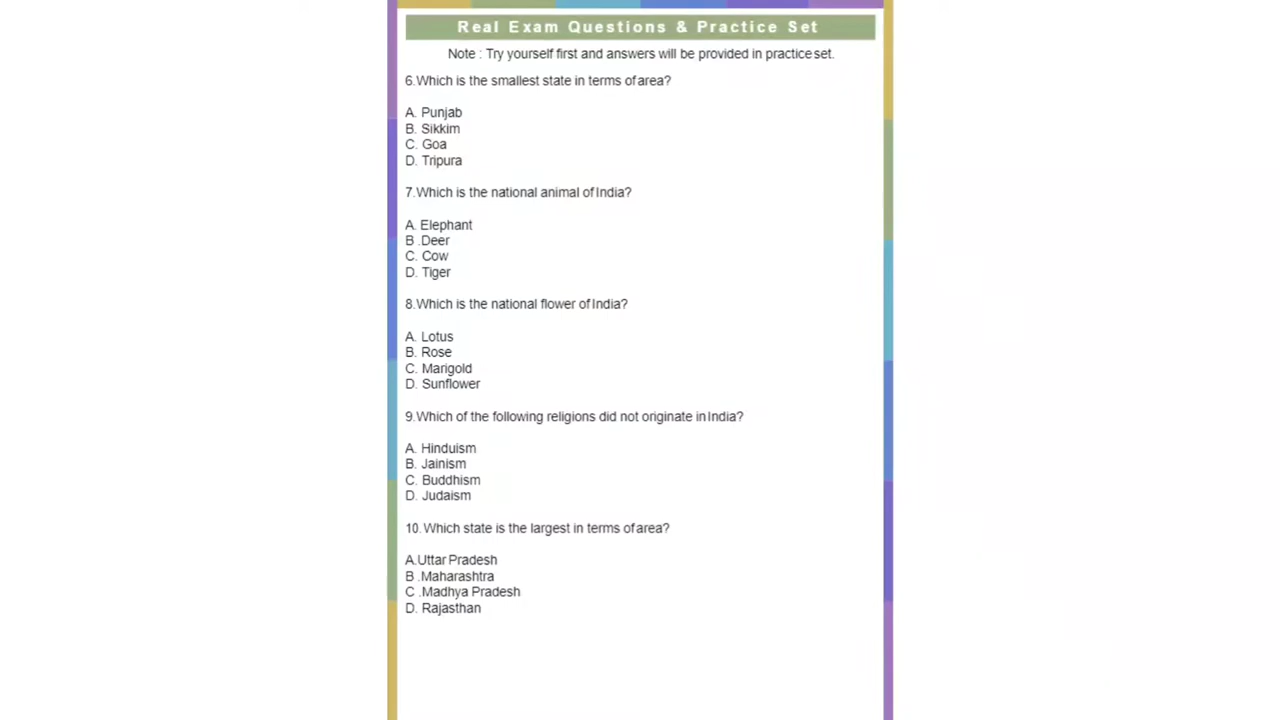 Real Exam Questions & Practice Set
Note : Try yourself first and answers will be provided in practice set.
6.Which is the smallest state in terms of area?
A. Punjab
B. Sikkim
C. Goa
D. Tripura
7.Which is the national animal of India?
A. Elephant
B .Deer
C. Cow
D. Tiger
8.Which is the national flower of India?
A. Lotus
B. Rose
C. Marigold
D. Sunflower
9.Which of the following religions did not originate in India?
A. Hinduism
B. Jainism
C. Buddhism
D. Judaism
10. Which state is the largest in terms of area?
A.Uttar Pradesh
B .Maharashtra
C .Madhya Pradesh
D. Rajasthan